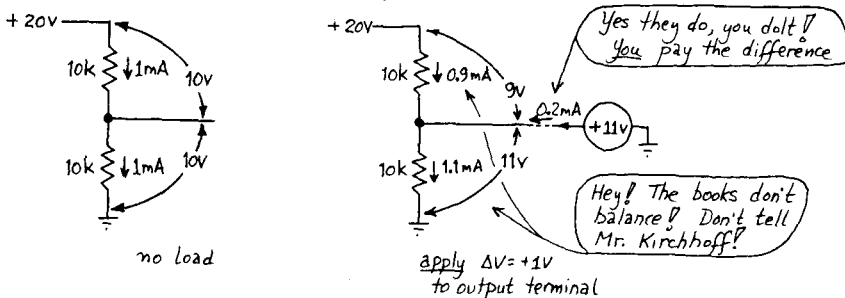 +20V
10k ↓1mA
10v
10k ↓1mA
10v
no load
+20V
10k ↓0.9mA
9v
0.2mA
+11v
10k ↓1.1mA
11v
apply ΔV=+1V
to output terminal
Yes they do, you dolt!
You pay the difference
Hey! The books don't
balance! Don't tell
Mr. Kirchhoff!